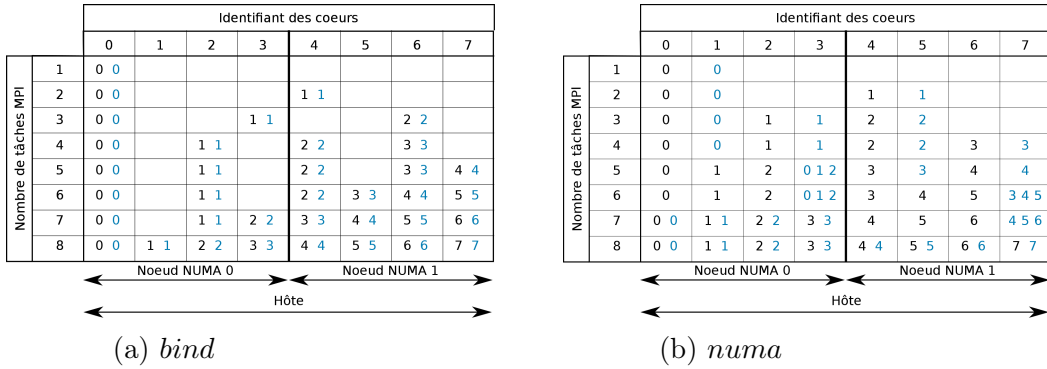 Identifiant des coeurs
0 1 2 3 4 5 6 7
Nombre de tâches MPI
1 0 0
2 0 0 1 1
3 0 0 1 1 2 2
4 0 0 1 1 2 2 3 3
5 0 0 1 1 2 2 3 3 4 4
6 0 0 1 1 2 2 3 3 4 4 5 5
7 0 0 1 1 2 2 3 3 4 4 5 5 6 6
8 0 0 1 1 2 2 3 3 4 4 5 5 6 6 7 7
Noeud NUMA 0 Noeud NUMA 1
Hôte
(a) bind
Identifiant des coeurs
0 1 2 3 4 5 6 7
Nombre de tâches MPI
1 0 0
2 0 0 1 1
3 0 0 1 1 2 2
4 0 0 1 1 2 2 3 3
5 0 1 2 0 1 2 3 3 4 4
6 0 1 2 0 1 2 3 4 5 3 4 5
7 0 0 1 1 2 2 3 3 4 5 6 4 5 6
8 0 0 1 1 2 2 3 3 4 4 5 5 6 6 7 7
Noeud NUMA 0 Noeud NUMA 1
Hôte
(b) numa